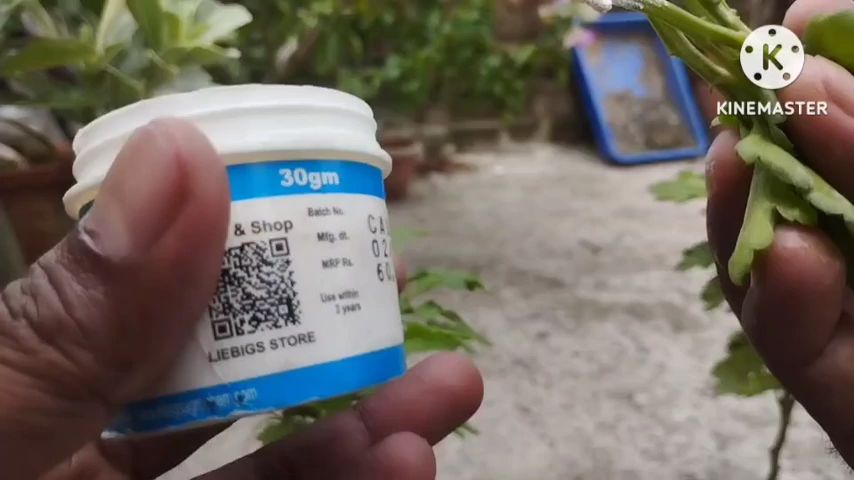 KINEMASTER
30gm
& Shop
Batch No.
Mfg. dt.
MRP Rs.
Use within
3 years
LIEBIGS STORE